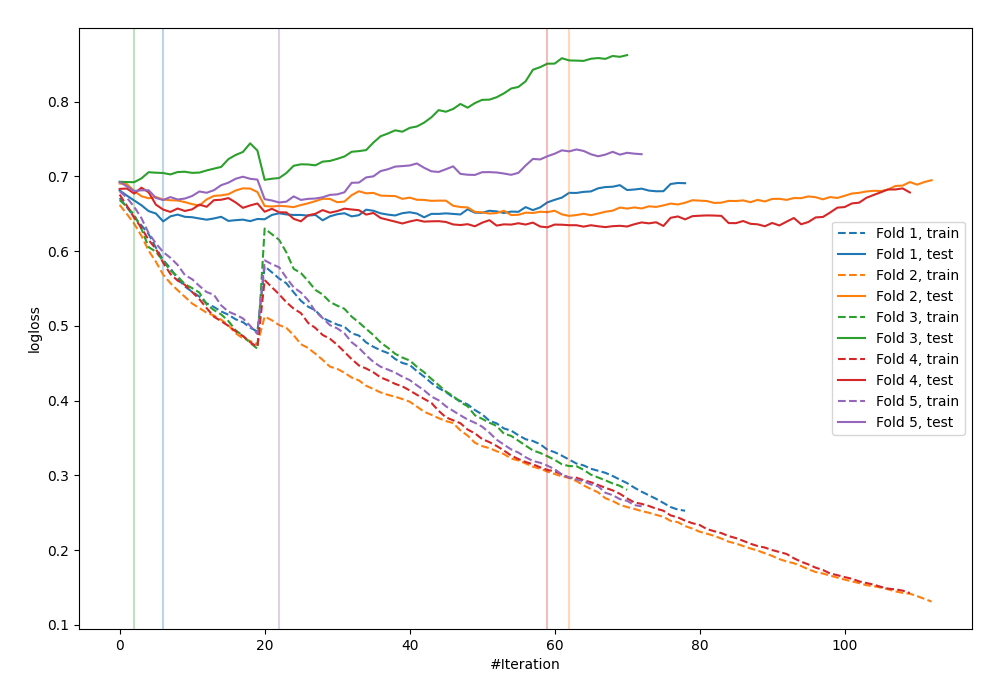 0.8
0.7
0.6
0.5
0.4
0.3
0.2
0.1
logloss
0
20
40
60
80
100
#Iteration
Fold 1, train
Fold 1, test
Fold 2, train
Fold 2, test
Fold 3, train
Fold 3, test
Fold 4, train
Fold 4, test
Fold 5, train
Fold 5, test